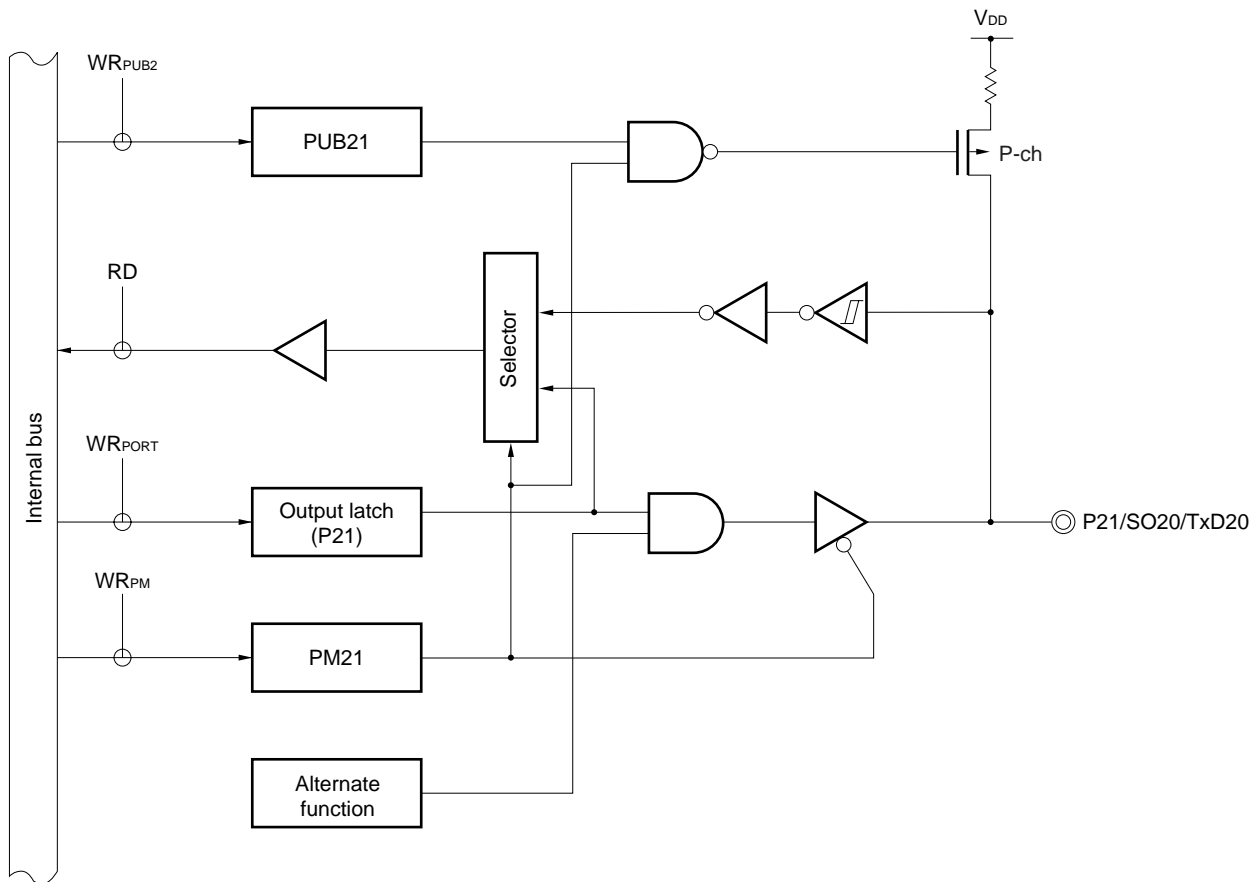 VDD
WRPUB2
PUB21
P-ch
RD
Selector
Internal bus
WRPORT
Output latch
(P21)
P21/SO20/TxD20
WRPM
PM21
Alternate
function